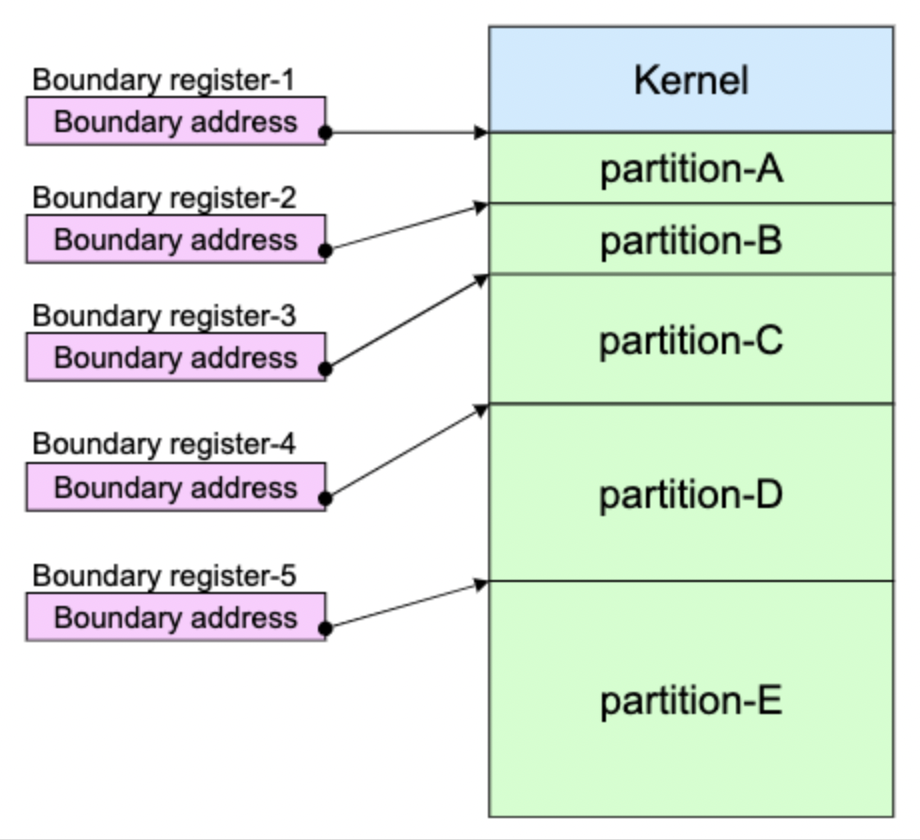 Boundary register-1
Boundary address
Boundary register-2
Boundary address
Boundary register-3
Boundary address
Boundary register-4
Boundary address
Boundary register-5
Boundary address
Kernel
partition-A
partition-B
partition-C
partition-D
partition-E